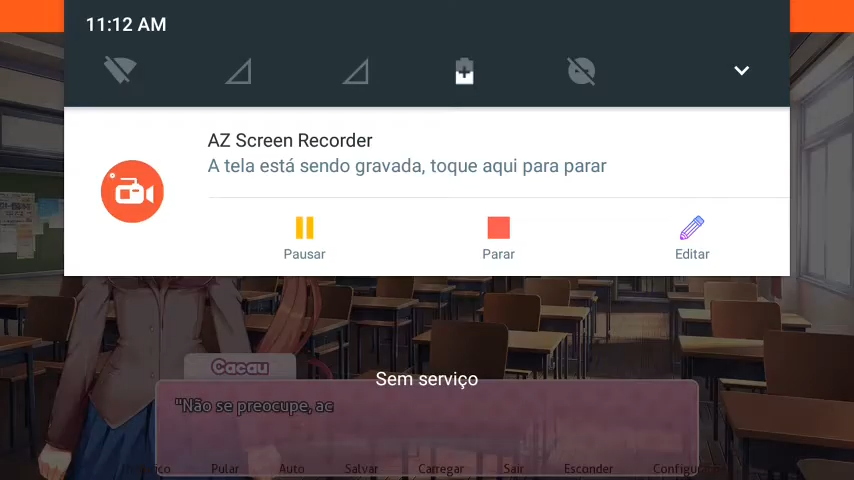 11:12 AM
AZ Screen Recorder
A tela está sendo gravada, toque aqui para parar
Pausar
Parar
Editar
Cacau
Sem serviço
"Não se preocupe, ac
Pular
Auto
Salvar
Carregar
Sair
Esconder